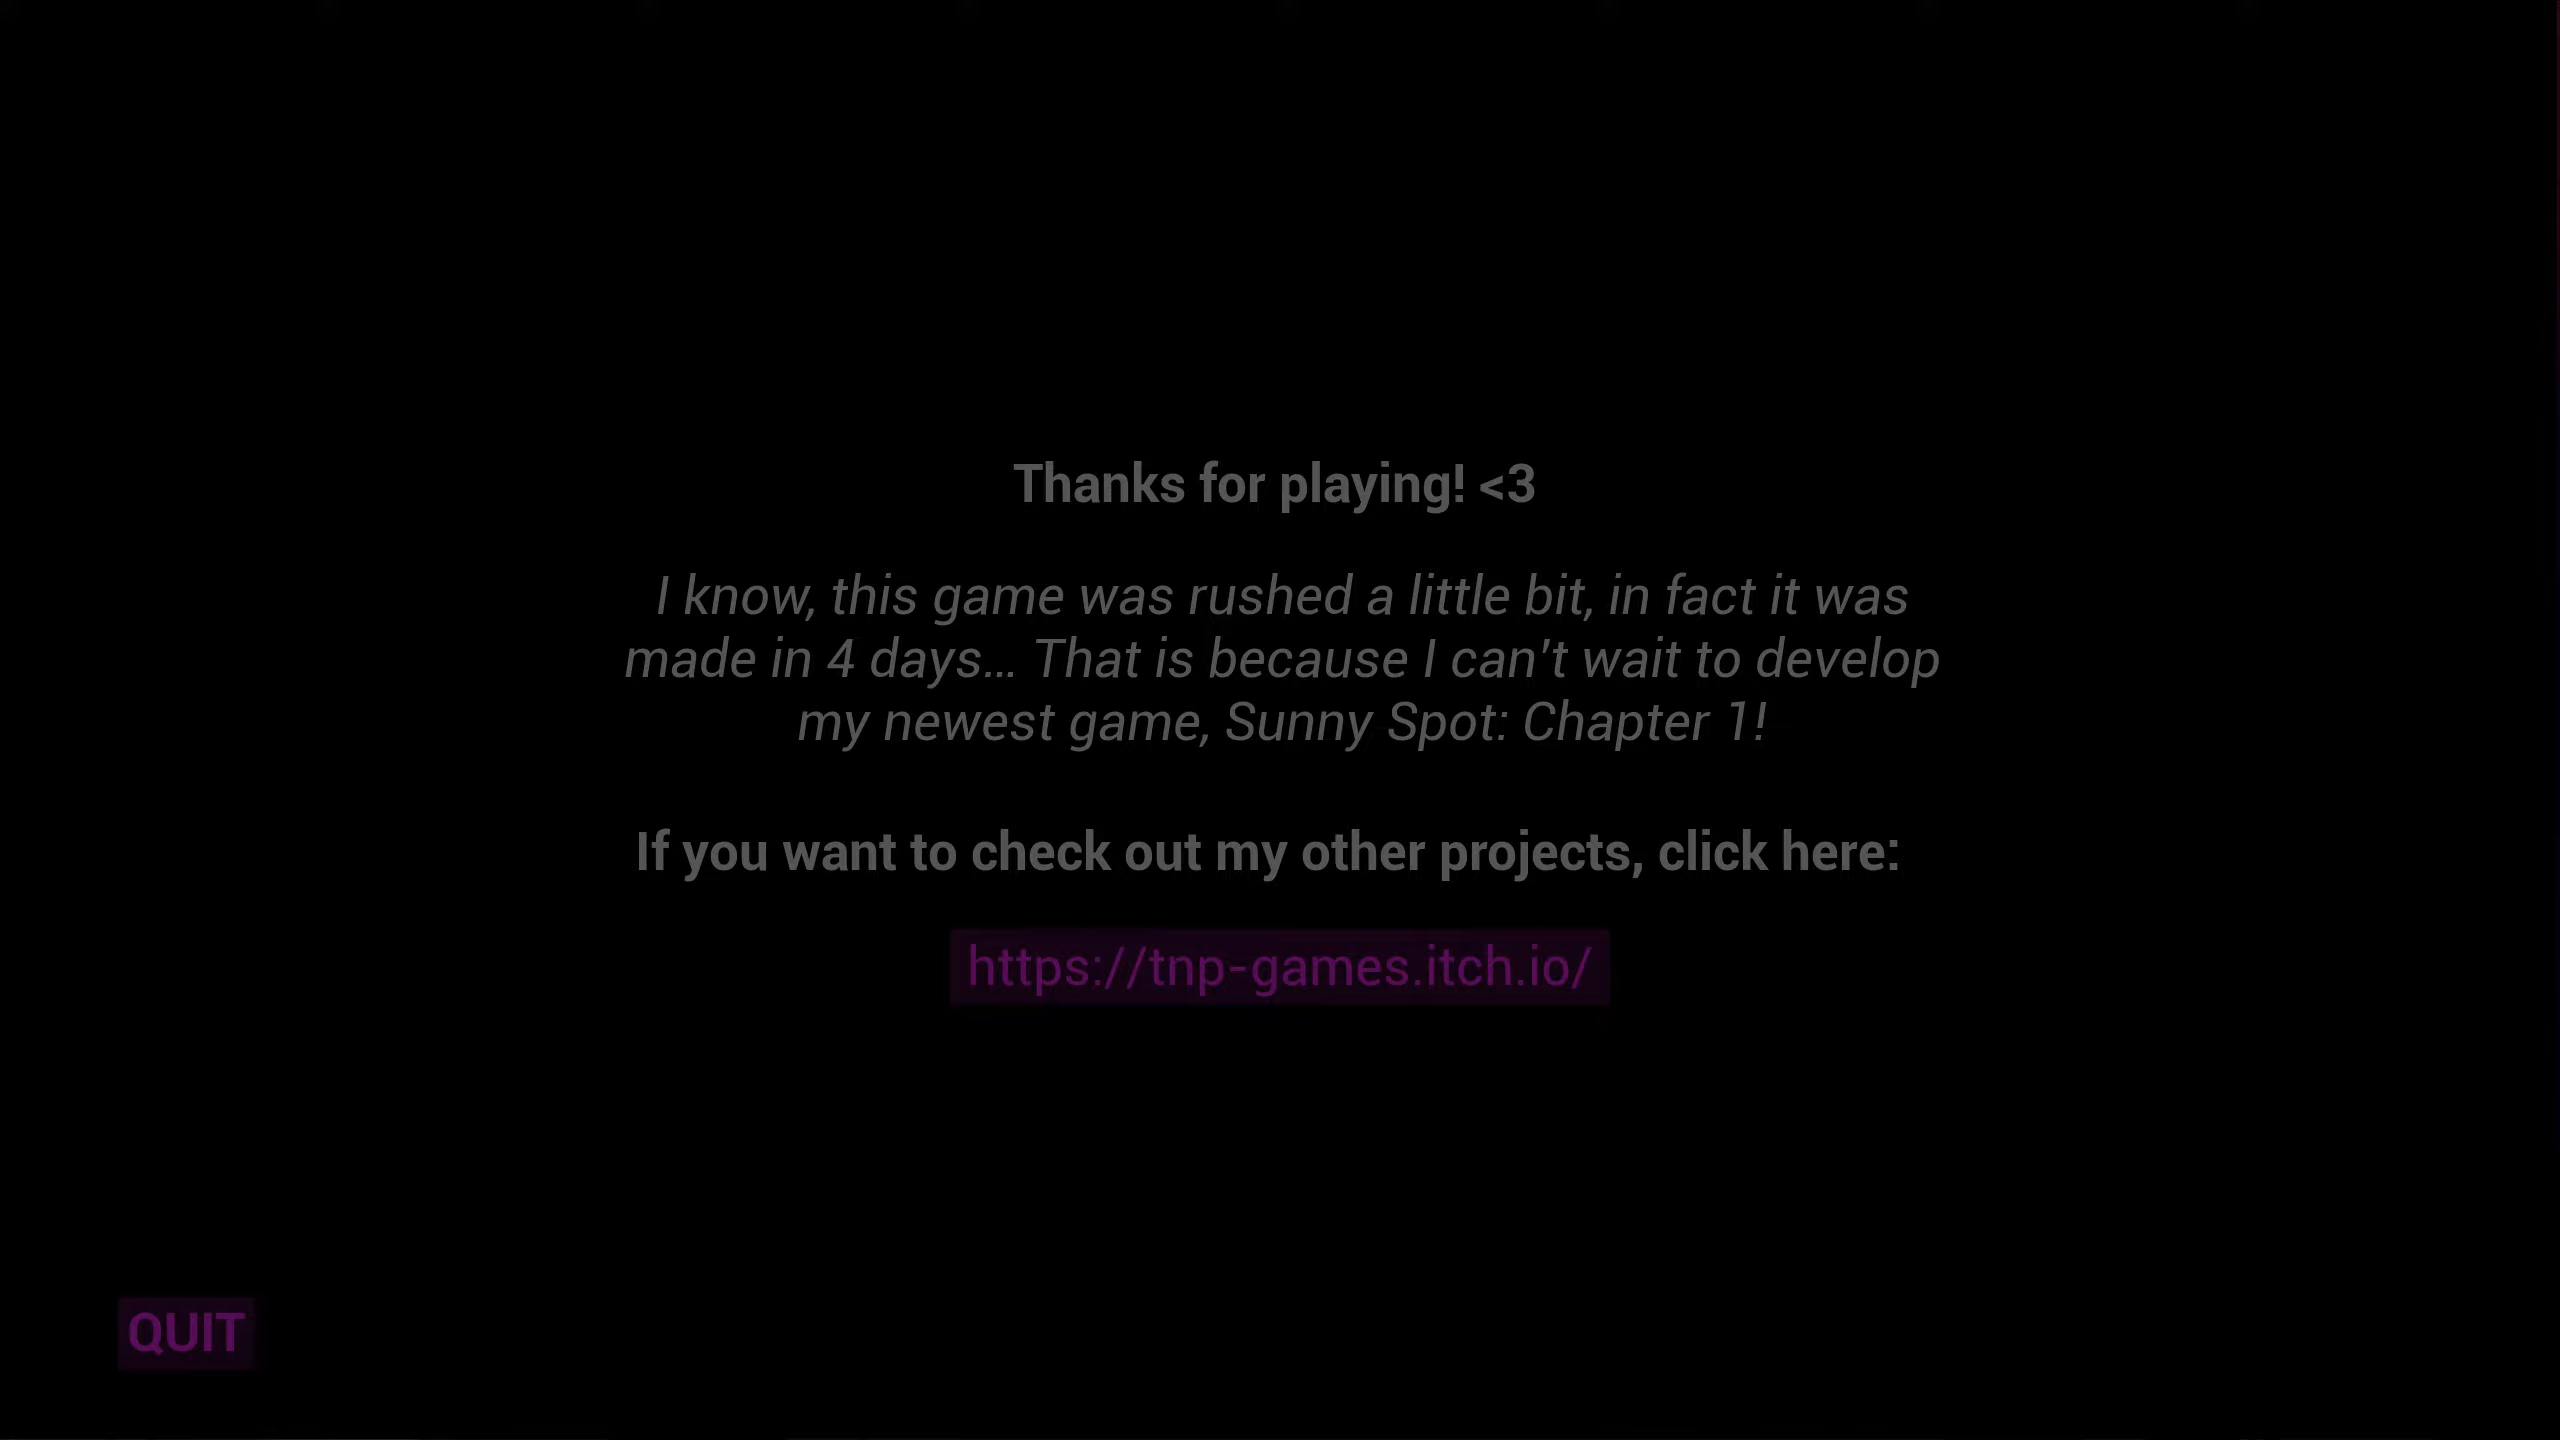 Thanks for playing! <3
I know, this game was rushed a little bit, in fact it was
made in 4 days... That is because I can't wait to develop
my newest game, Sunny Spot: Chapter 1!
If you want to check out my other projects, click here:
https://tnp-games.itch.io/
QUIT